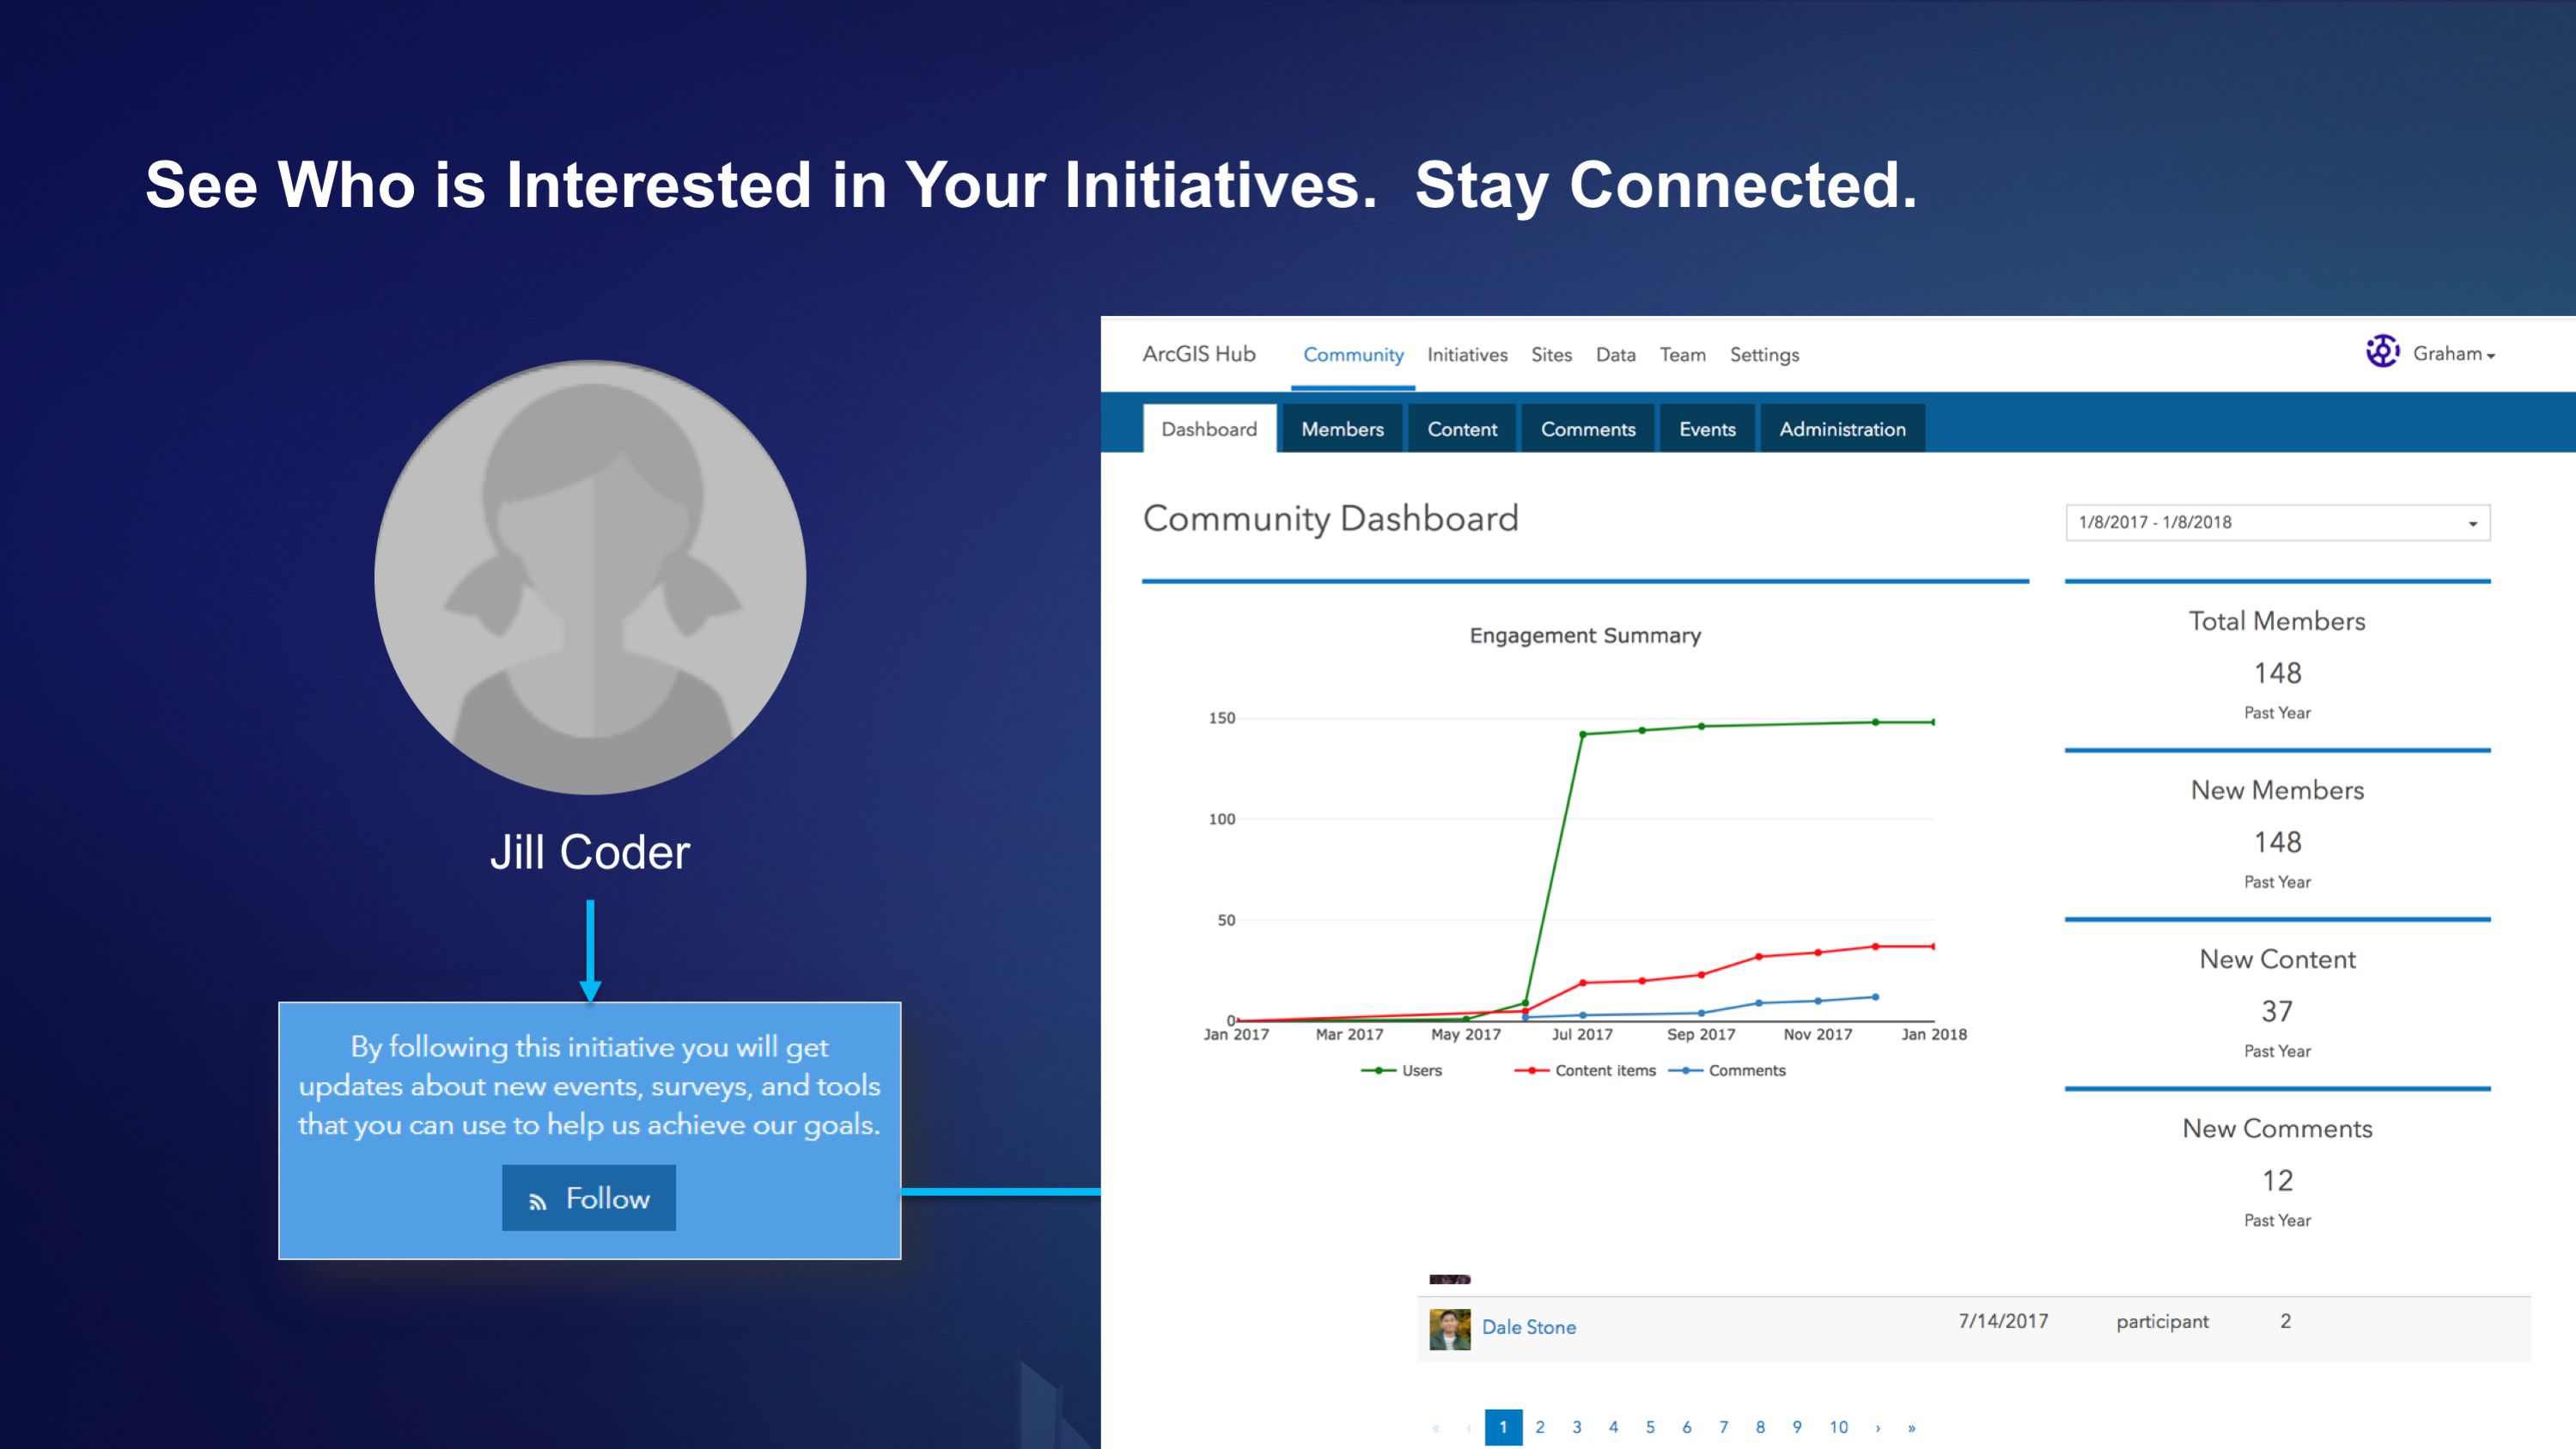 See Who is Interested in Your Initiatives.  Stay Connected.
Jill Coder
By following this initiative you will get
updates about new events, surveys, and tools
that you can use to help us achieve our goals.
Follow
ArcGIS Hub Community Initiatives Sites Data Team Settings Graham
Dashboard Members Content Comments Events Administration
Community Dashboard
1/8/2017 - 1/8/2018
Engagement Summary
150
100
50
0
Jan 2017 Mar 2017 May 2017 Jul 2017 Sep 2017 Nov 2017 Jan 2018
Users Content items Comments
Total Members
148
Past Year
New Members
148
Past Year
New Content
37
Past Year
New Comments
12
Past Year
Dale Stone 7/14/2017 participant 2
« ‹ 1 2 3 4 5 6 7 8 9 10 › »